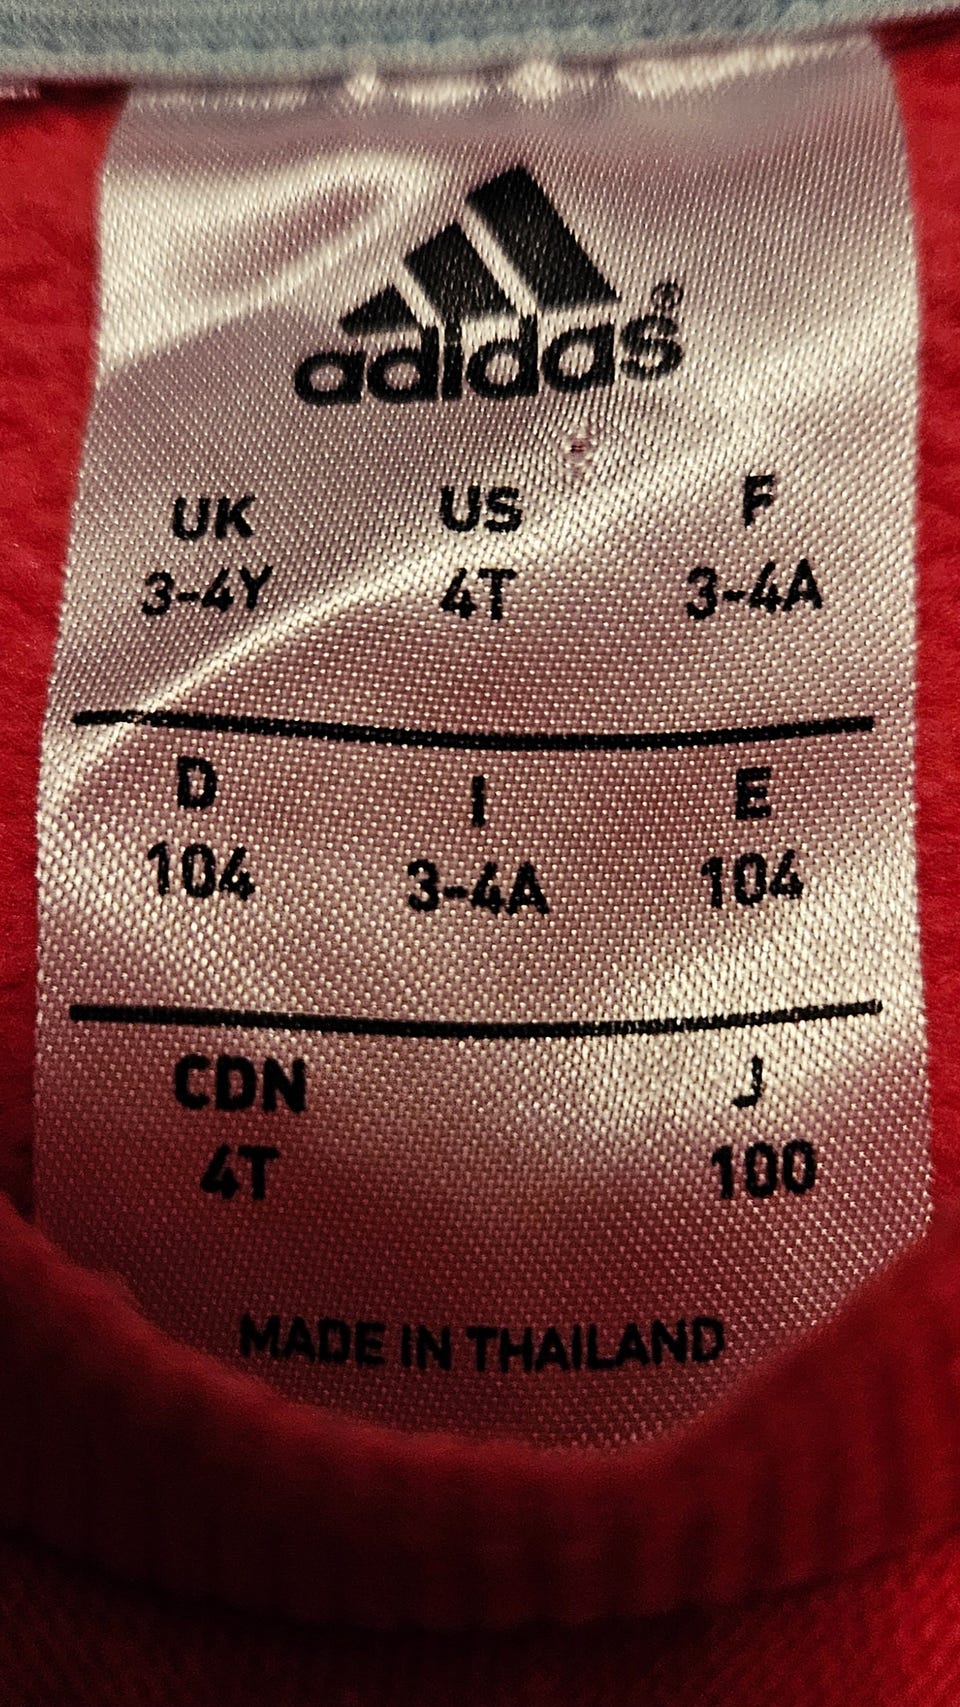 adidas®
UK US F
3-4Y 4T 3-4A
D I E
104 3-4A 104
CDN J
4T 100
MADE IN THAILAND